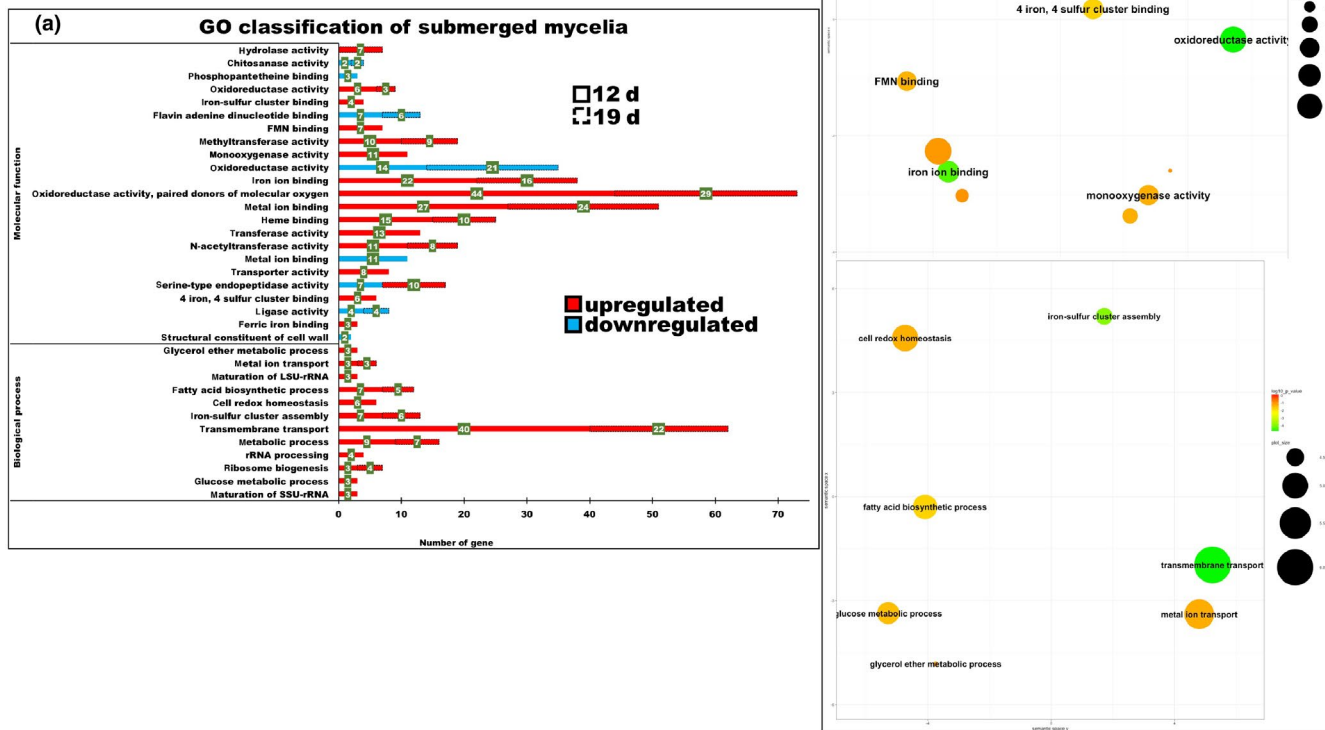 (a)
GO classification of submerged mycelia
Molecular function
Hydrolase activity 7
Chitosanase activity 2 2
Phosphopantetheine binding 3
Oxidoreductase activity 6 3
Iron-sulfur cluster binding 4
Flavin adenine dinucleotide binding 7 6
FMN binding 7
Methyltransferase activity 10 9
Monooxygenase activity 11
Oxidoreductase activity 14 21
Iron ion binding 22 16
Oxidoreductase activity, paired donors of molecular oxygen 44 29
Metal ion binding 27 24
Heme binding 15 10
Transferase activity 13
N-acetyltransferase activity 11 8
Metal ion binding 11
Transporter activity 8
Serine-type endopeptidase activity 7 10
4 iron, 4 sulfur cluster binding 6
Ligase activity 4 4
Ferric iron binding 3
Structural constituent of cell wall 2
Biological process
Glycerol ether metabolic process 3
Metal ion transport 3 3
Maturation of LSU-rRNA 3
Fatty acid biosynthetic process 7 5
Cell redox homeostasis 6
Iron-sulfur cluster assembly 7 6
Transmembrane transport 40 22
Metabolic process 9 7
rRNA processing 4
Ribosome biogenesis 3 4
Glucose metabolic process 3
Maturation of SSU-rRNA 3
0 10 20 30 40 50 60 70
Number of gene
12 d
19 d
upregulated
downregulated
4 iron, 4 sulfur cluster binding
oxidoreductase activity
FMN binding
iron ion binding
monooxygenase activity
iron-sulfur cluster assembly
cell redox homeostasis
fatty acid biosynthetic process
transmembrane transport
glucose metabolic process
metal ion transport
glycerol ether metabolic process
log10_p_value
plot_size
semantic space x